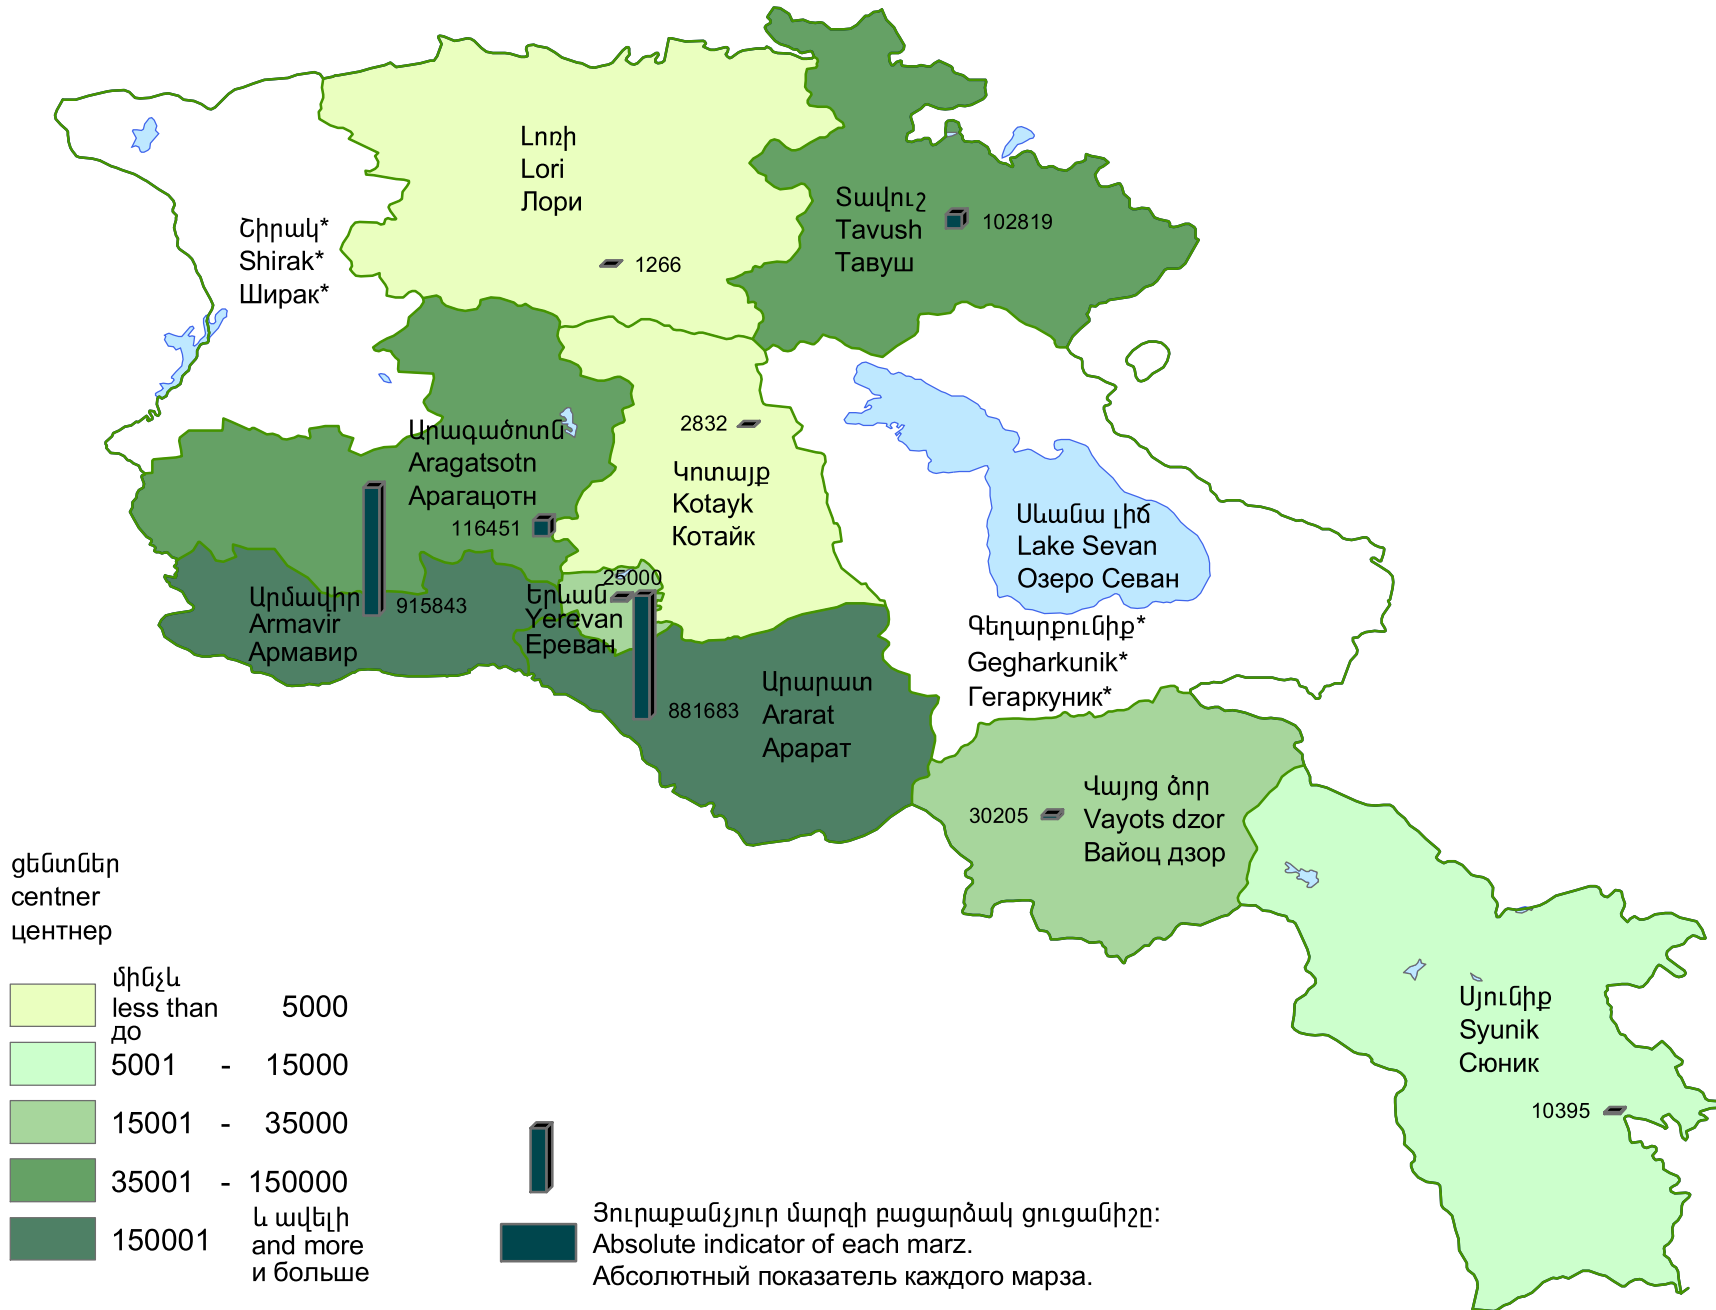 Լոռի
Lori
Лори
1266
Տավուշ
Tavush
Тавуш
102819
Շիրակ*
Shirak*
Ширак*
Արագածոտն
Aragatsotn
Арагацотн
116451
2832
Կոտայք
Kotayk
Котайк
Սևանա լիճ
Lake Sevan
Озеро Севан
Արմավիր
Armavir
Армавир
915843
25000
Երևան
Yerevan
Ереван
881683
Արարատ
Ararat
Арарат
Գեղարքունիք*
Gegharkunik*
Гегаркуник*
30205
Վայոց ձոր
Vayots dzor
Вайоц дзор
Սյունիք
Syunik
Сюник
10395
ցենտներ
centner
центнер
մինչև
less than 5000
до
5001 - 15000
15001 - 35000
35001 - 150000
150001
և ավելի
and more
и больше
Յուրաքանչյուր մարզի բացարձակ ցուցանիշը:
Absolute indicator of each marz.
Абсолютный показатель каждого марза.